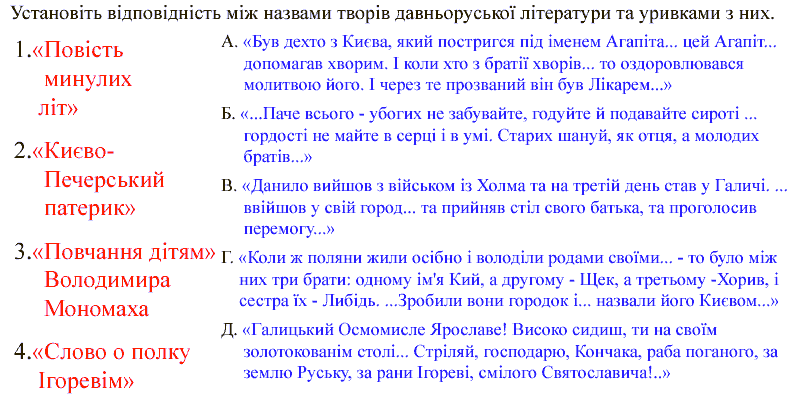 Установіть відповідність між назвами творів давньоруської літератури та уривками з них.
1.«Повість
минулих
літ»
2.«Києво-
Печерський
патерик»
3.«Повчання дітям»
Володимира
Мономаха
4.«Слово о полку
Ігоревім»
А. «Був дехто з Києва, який постригся під іменем Агапіта... цей Агапіт...
допомагав хворим. І коли хто з братії хворів... то оздоровлювався
молитвою його. І через те прозваний він був Лікарем...»
Б. «...Паче всього - убогих не забувайте, годуйте й подавайте сироті ...
гордості не майте в серці і в умі. Старих шануй, як отця, а молодих
братів...»
В. «Данило вийшов з військом із Холма та на третій день став у Галичі. ...
ввійшов у свій город... та прийняв стіл свого батька, та проголосив
перемогу...»
Г. «Коли ж поляни жили осібно і володіли родами своїми... - то було між
них три брати: одному ім'я Кий, а другому - Щек, а третьому -Хорив, і
сестра їх - Либідь. ...Зробили вони городок і... назвали його Києвом...»
Д. «Галицький Осмомисле Ярославе! Високо сидиш, ти на своїм
золотокованім столі... Стріляй, господарю, Кончака, раба поганого, за
землю Руську, за рани Ігореві, смілого Святославича!..»